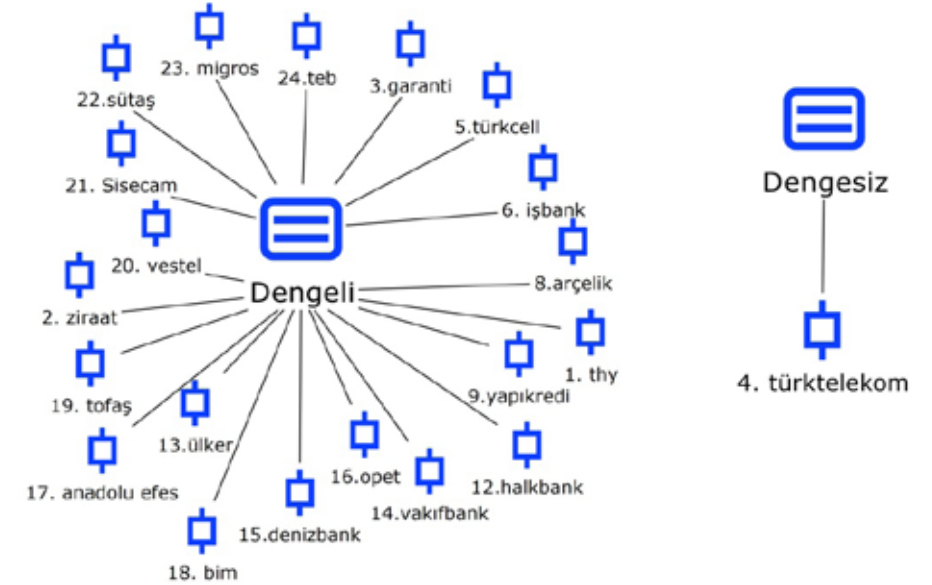 23. migros
24.teb
3.garanti
22.sütaş
5.türkcell
21. Sisecam
6. işbank
20. vestel
8.arçelik
Dengeli
2. ziraat
1. thy
9.yapıkredi
19. tofaş
13.ülker
16.opet
12.halkbank
17. anadolu efes
14.vakıfbank
15.denizbank
18. bim
Dengesiz
4. türktelekom